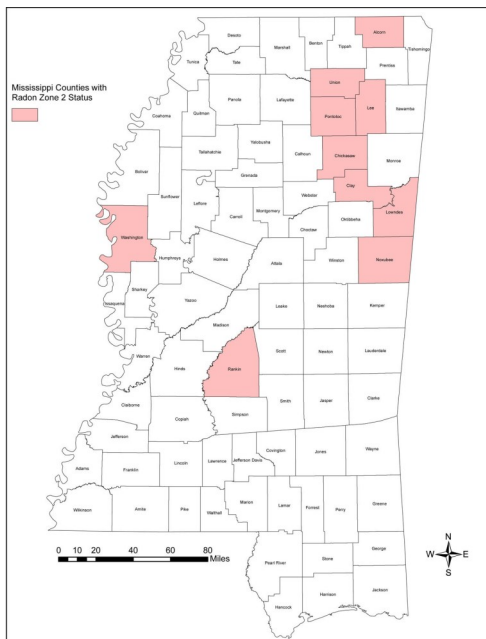 Mississippi Counties with
Radon Zone 2 Status
Desoto
Marshall
Benton
Tippah
Alcorn
Tishomingo
Tunica
Tate
Prentiss
Union
Panola
Lafayette
Coahoma
Quitman
Pontotoc
Lee
Itawamba
Tallahatchie
Yalobusha
Calhoun
Chickasaw
Monroe
Bolivar
Grenada
Sunflower
Leflore
Clay
Webster
Carroll
Montgomery
Lowndes
Oktibbeha
Choctaw
Washington
Humphreys
Holmes
Attala
Winston
Noxubee
Sharkey
Issaquena
Yazoo
Leake
Neshoba
Kemper
Madison
Warren
Hinds
Rankin
Scott
Newton
Lauderdale
Claiborne
Copiah
Simpson
Smith
Jasper
Clarke
Jefferson
Adams
Franklin
Lincoln
Lawrence
Jefferson Davis
Covington
Jones
Wayne
Wilkinson
Amite
Pike
Walthall
Marion
Lamar
Forrest
Perry
Greene
0 10 20 40 60 80
Miles
Pearl River
Stone
George
N
W E
S
Hancock
Harrison
Jackson